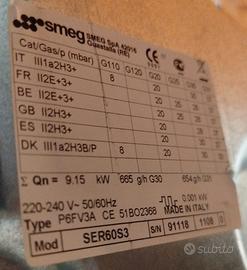 smeg
SMEG SpA 42016
Guastalla (RE)
CE
Cat/Gas/p (mbar) G110 G120 G20
IT III1a2H3+ 8 20
FR II2E+3+ 20
BE II2E+3+ 20
GB II2H3+ 20
ES II2H3+ 20
DK III1a2H3B/P 8 20
Σ Qn = 9.15 kW 665 g/h G30 654 g/h G31
220-240 V~ 50/60Hz 0.001 kW
Type P6FV3A CE 51BO2368 MADE IN ITALY
Mod SER60S3 S/N 91118 1108 0
subito